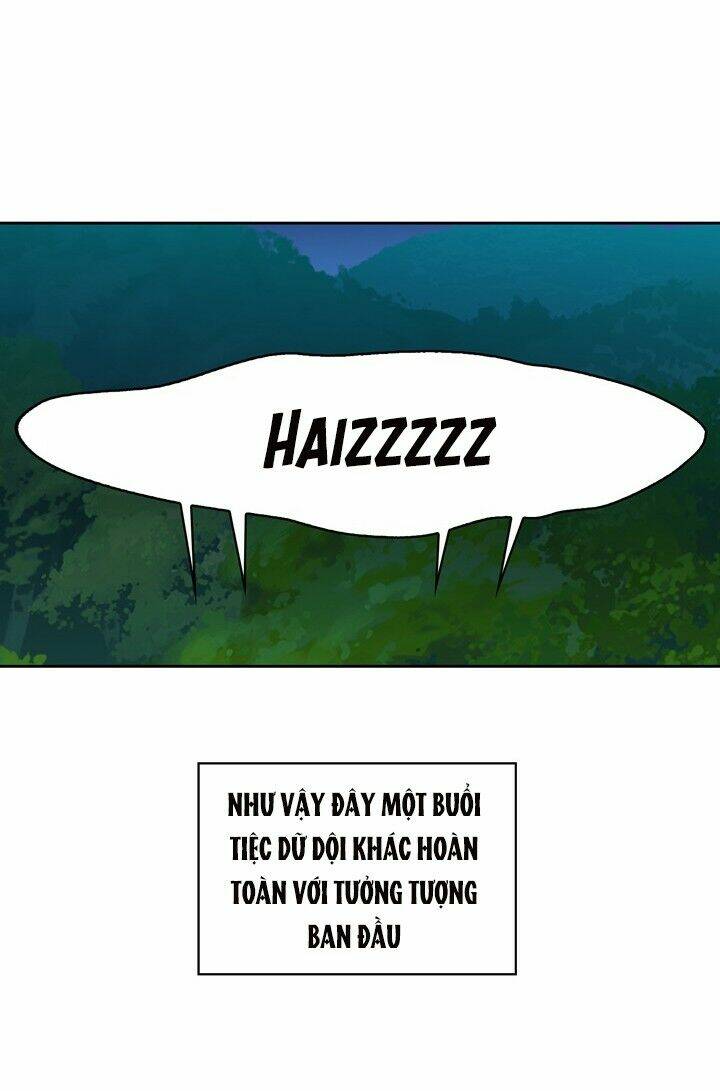 HAIZZZZZ
NHƯ VẬY ĐÂY MỘT BUỔI
TIỆC DỮ DỘI KHÁC HOÀN
TOÀN VỚI TƯỞNG TƯỢNG
BAN ĐẦU